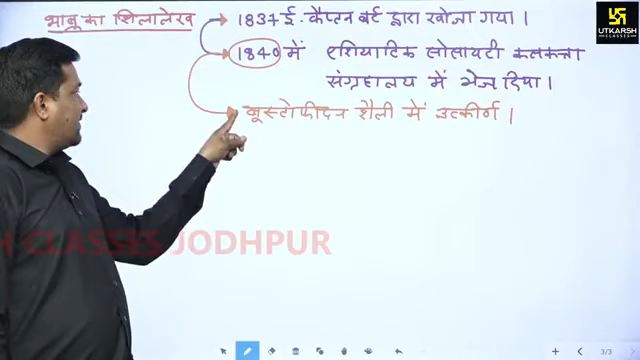 भाब्रू का शिलालेख
1837 ई. कैप्टन बर्ट द्वारा खोजा गया।
1840 में एशियाटिक सोसायटी कलकत्ता
संग्रहालय में भेज दिया।
बूस्टोफीदन शैली में उत्कीर्ण।
UTKARSH
CLASSES
H CLASSES JODHPUR
3/3